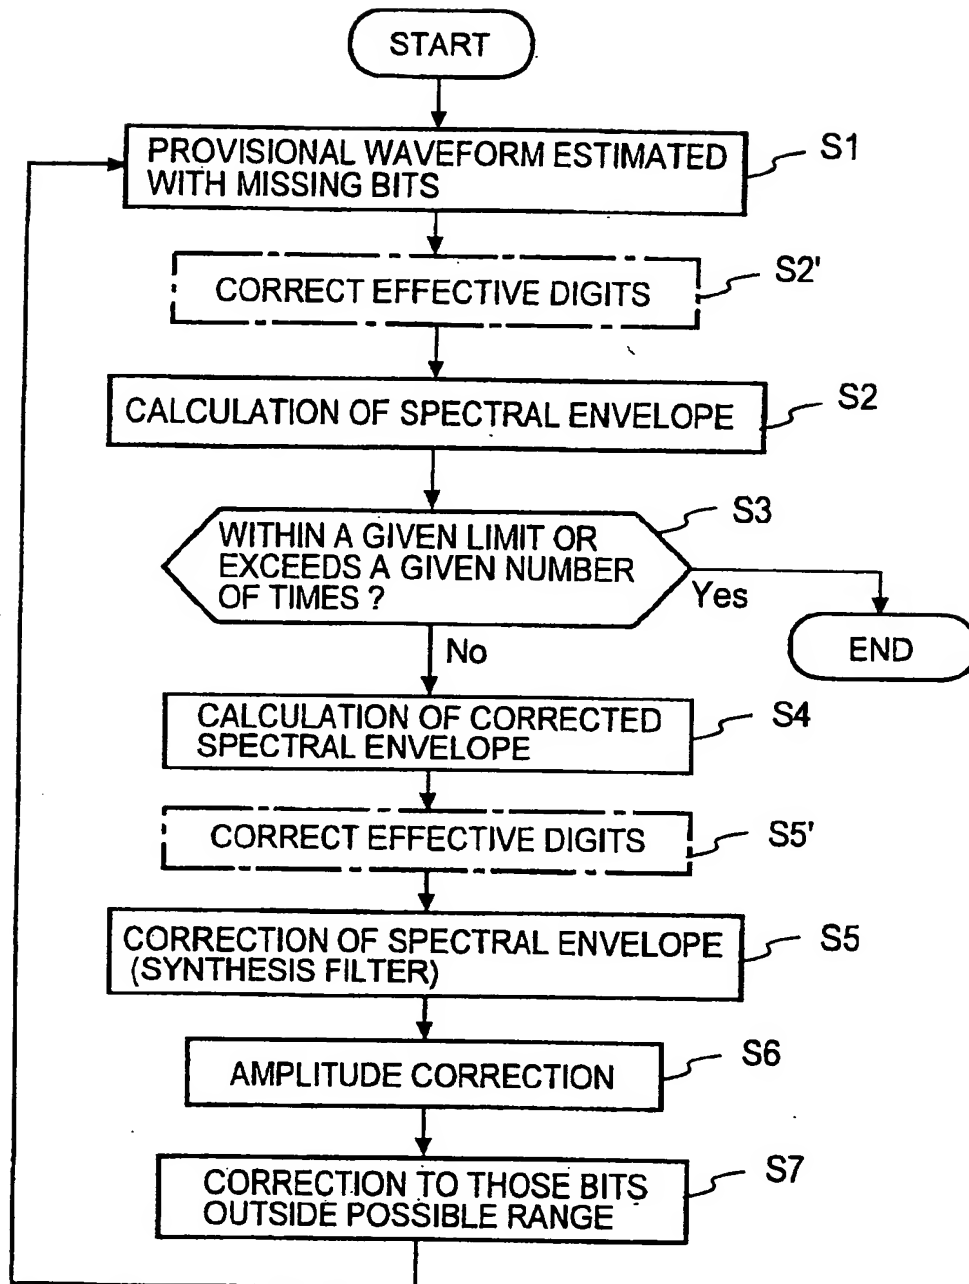 START
PROVISIONAL WAVEFORM ESTIMATED
WITH MISSING BITS
S1
CORRECT EFFECTIVE DIGITS
S2'
CALCULATION OF SPECTRAL ENVELOPE
S2
WITHIN A GIVEN LIMIT OR
EXCEEDS A GIVEN NUMBER
OF TIMES ?
S3
Yes
END
No
CALCULATION OF CORRECTED
SPECTRAL ENVELOPE
S4
CORRECT EFFECTIVE DIGITS
S5'
CORRECTION OF SPECTRAL ENVELOPE
(SYNTHESIS FILTER)
S5
AMPLITUDE CORRECTION
S6
CORRECTION TO THOSE BITS
OUTSIDE POSSIBLE RANGE
S7